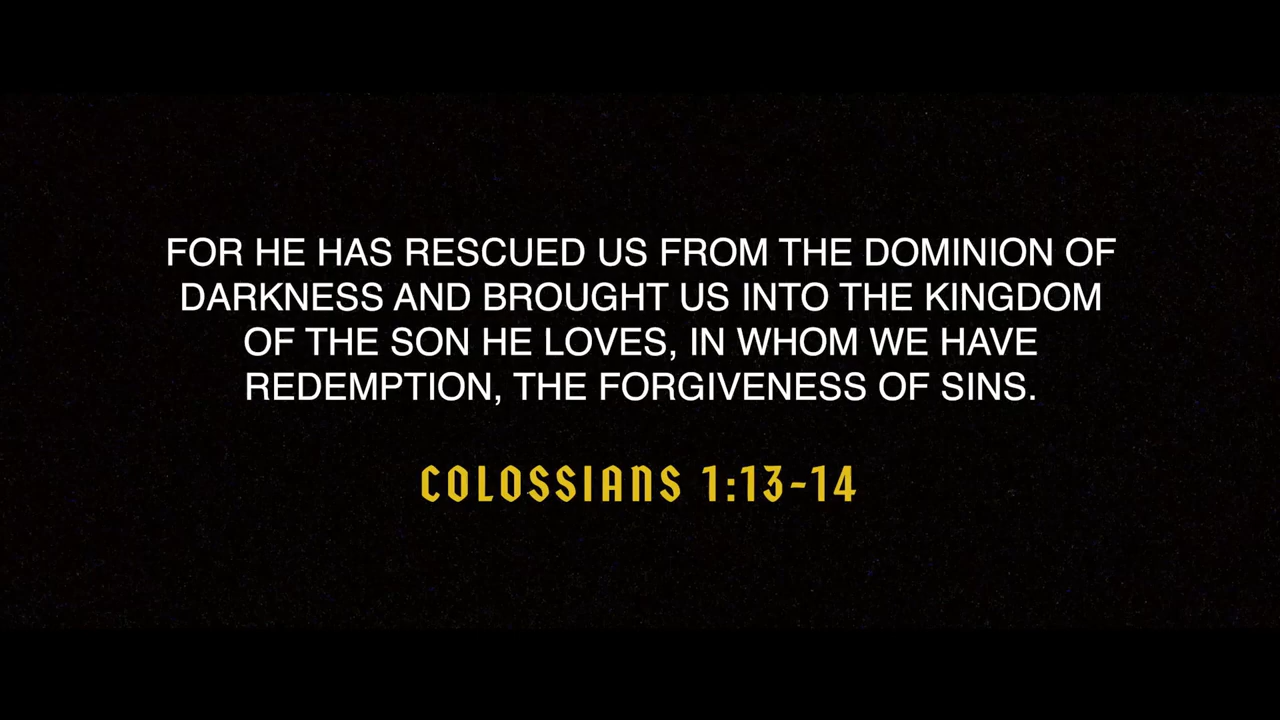 FOR HE HAS RESCUED US FROM THE DOMINION OF
DARKNESS AND BROUGHT US INTO THE KINGDOM
OF THE SON HE LOVES, IN WHOM WE HAVE
REDEMPTION, THE FORGIVENESS OF SINS.
COLOSSIANS 1:13-14